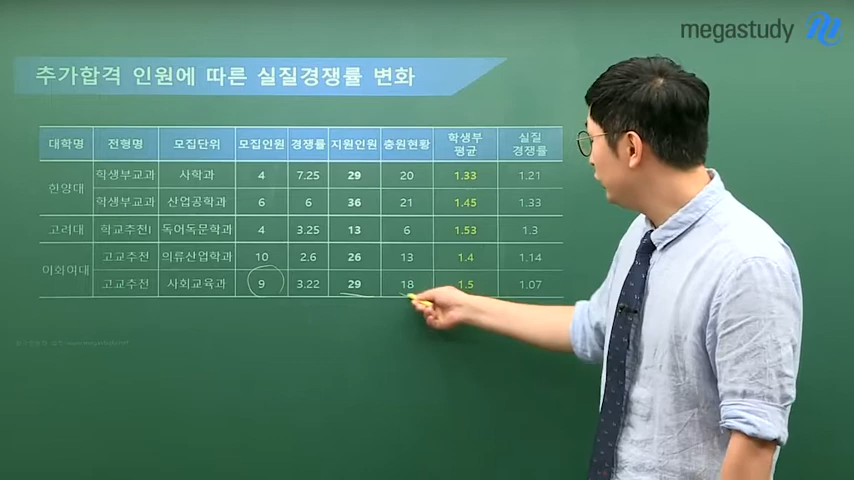 megastudy
추가합격 인원에 따른 실질경쟁률 변화
대학명 전형명 모집단위 모집인원 경쟁률 지원인원 충원현황 학생부 평균 실질 경쟁률
한양대 학생부교과 사학과 4 7.25 29 20 1.33 1.21
학생부교과 산업공학과 6 6 36 21 1.45 1.33
고려대 학교추천I 독어독문학과 4 3.25 13 6 1.53 1.3
이화여대 고교추천 의류산업학과 10 2.6 26 13 1.4 1.14
고교추천 사회교육과 9 3.22 29 18 1.5 1.07